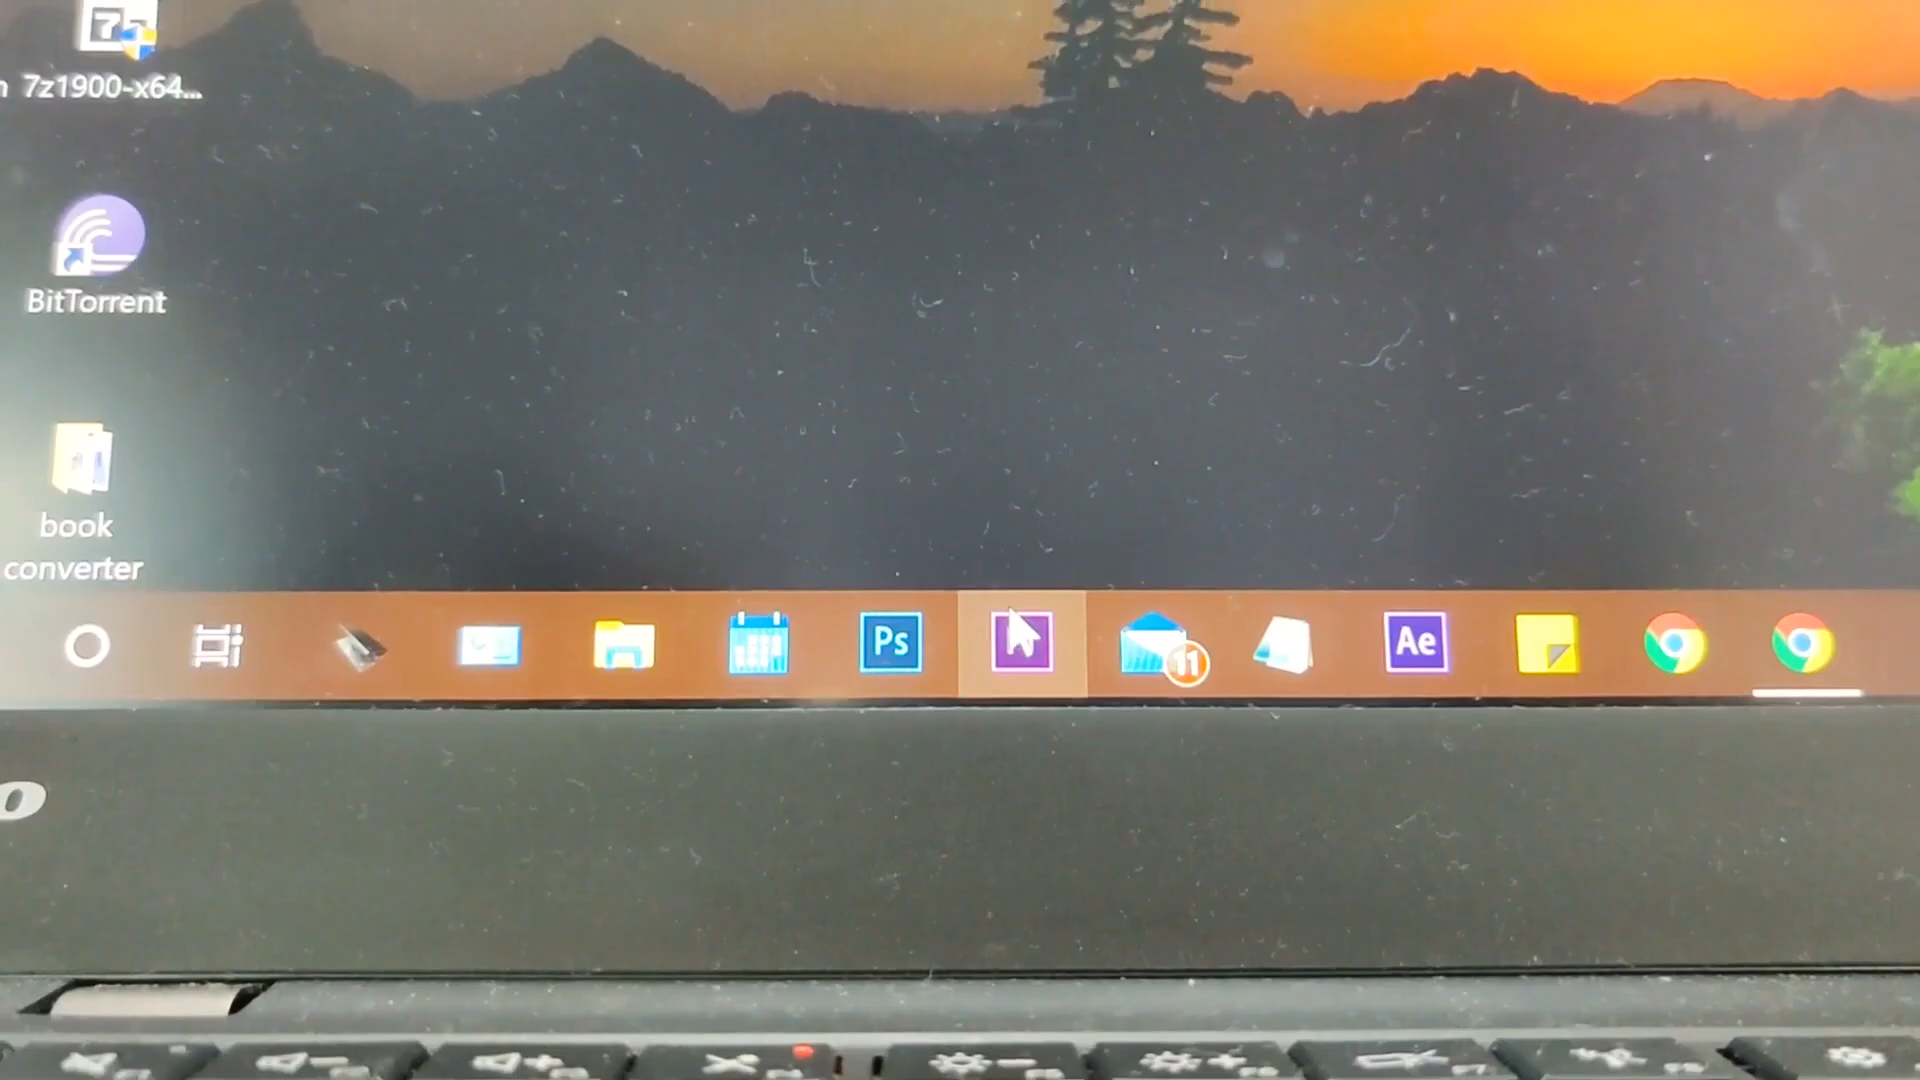 7z1900-x64...
BitTorrent
book
converter
Ps
11
Ae